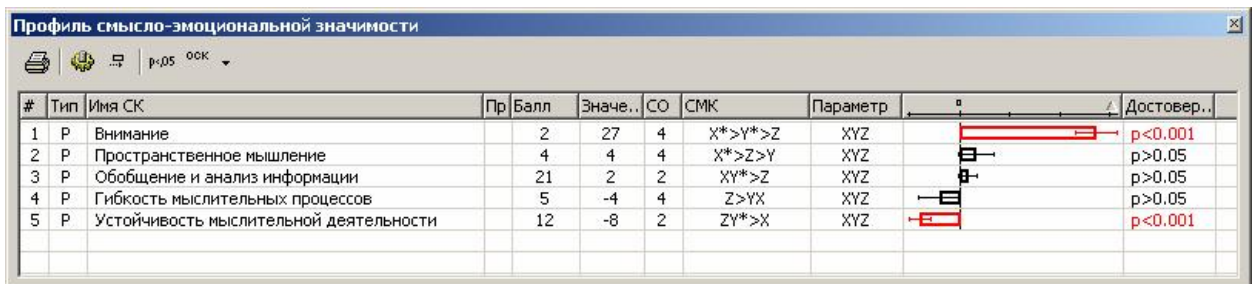 Профиль смысло-эмоциональной значимости
p<,05 ОСК
# Тип Имя СК Пр Балл Значе.. СО СМК Параметр 0 Достовер..
1 Р Внимание 2 27 4 X*>Y*>Z XYZ p<0.001
2 Р Пространственное мышление 4 4 4 X*>Z>Y XYZ p>0.05
3 Р Обобщение и анализ информации 21 2 2 XY*>Z XYZ p>0.05
4 Р Гибкость мыслительных процессов 5 -4 4 Z>YX XYZ p>0.05
5 Р Устойчивость мыслительной деятельности 12 -8 2 ZY*>X XYZ p<0.001